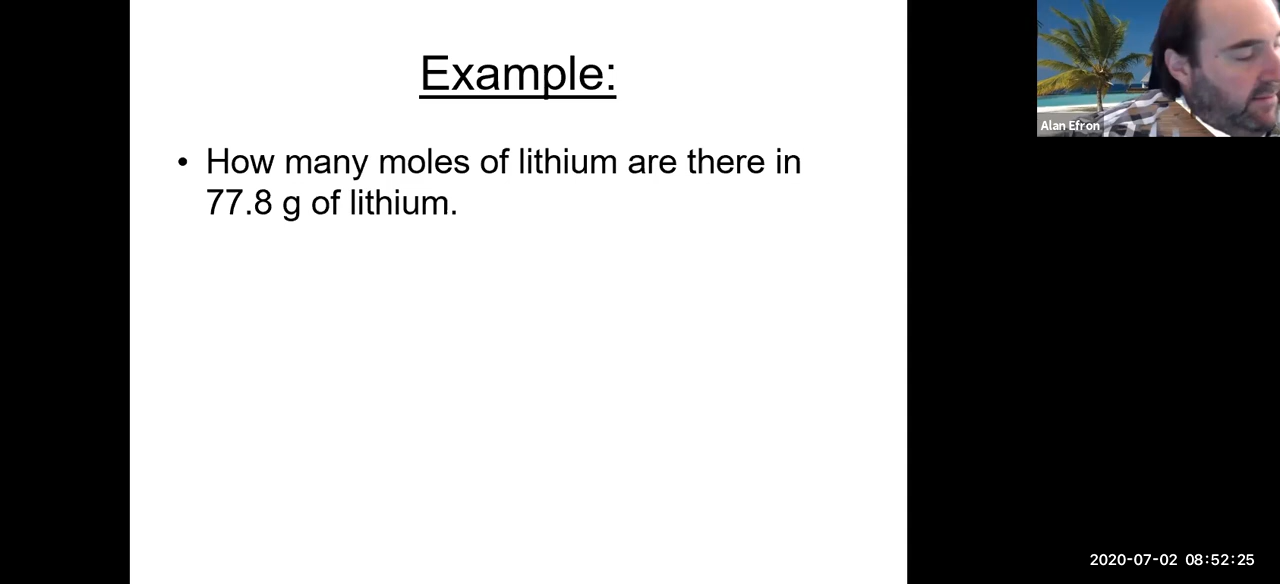 Example:
• How many moles of lithium are there in
77.8 g of lithium.
Alan Efron
2020-07-02 08:52:25